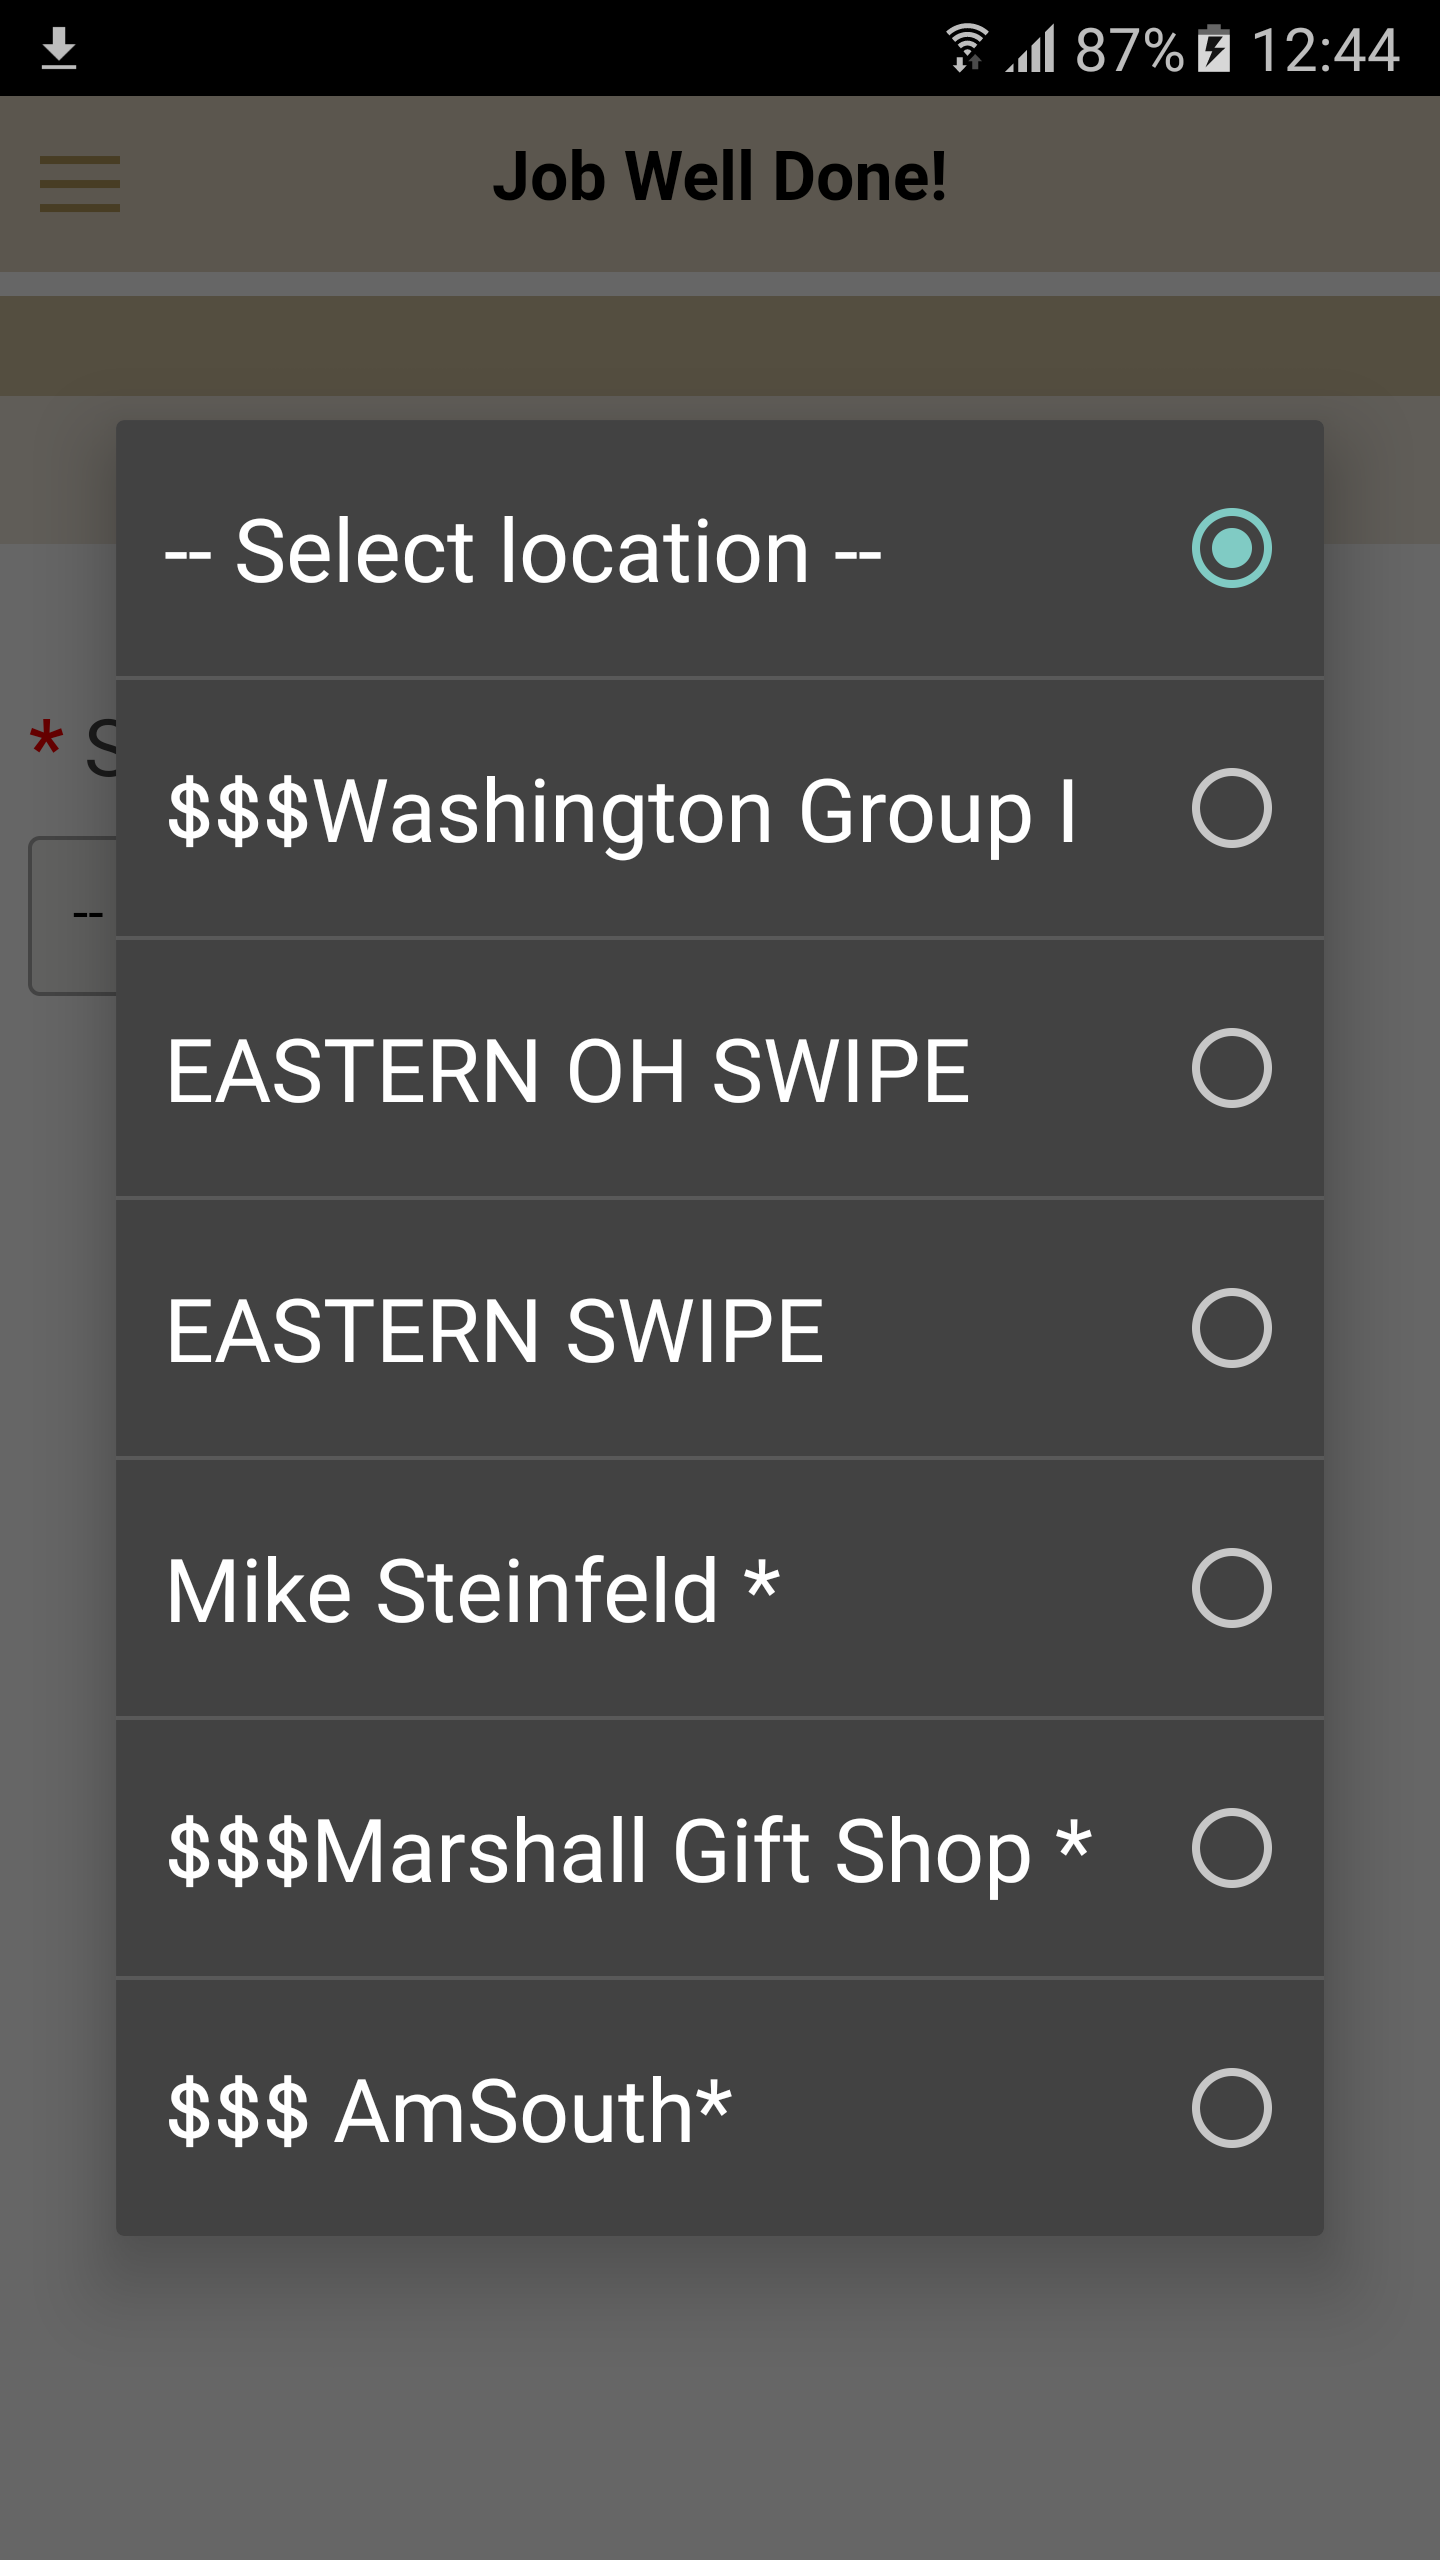 87% 12:44
Job Well Done!
-- Select location --
* S
$$$Washington Group I
--
EASTERN OH SWIPE
EASTERN SWIPE
Mike Steinfeld *
$$$Marshall Gift Shop *
$$$ AmSouth*